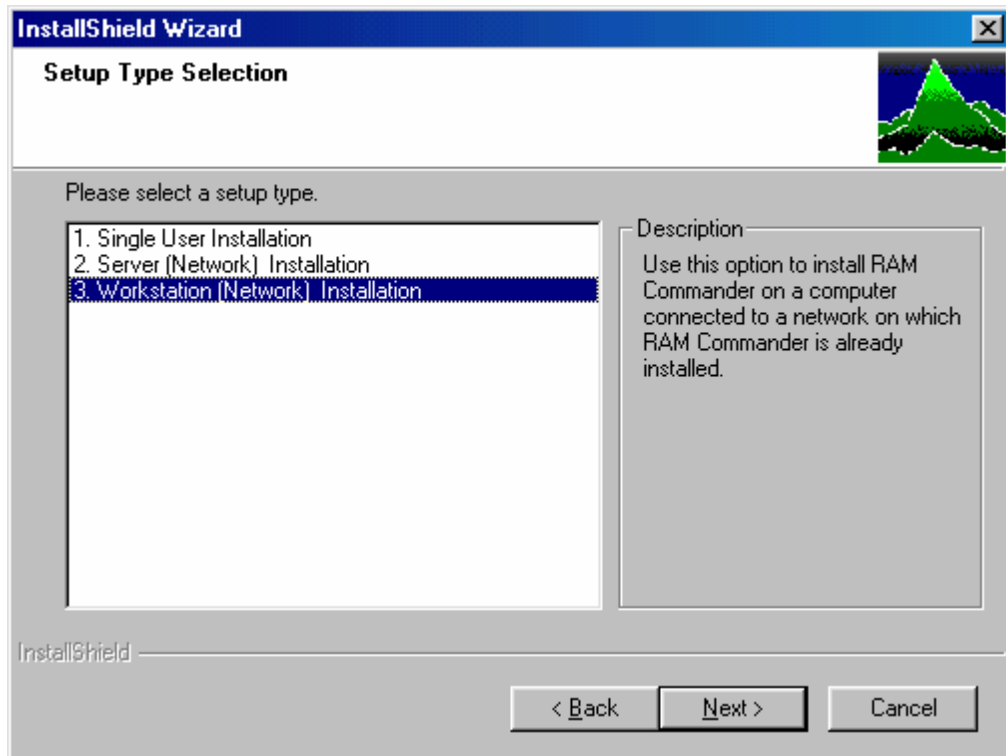 InstallShield Wizard
Setup Type Selection
Please select a setup type.
1. Single User Installation
2. Server (Network)  Installation
3. Workstation (Network)  Installation
Description
Use this option to install RAM
Commander on a computer
connected to a network on which
RAM Commander is already
installed.
InstallShield
< Back
Next >
Cancel